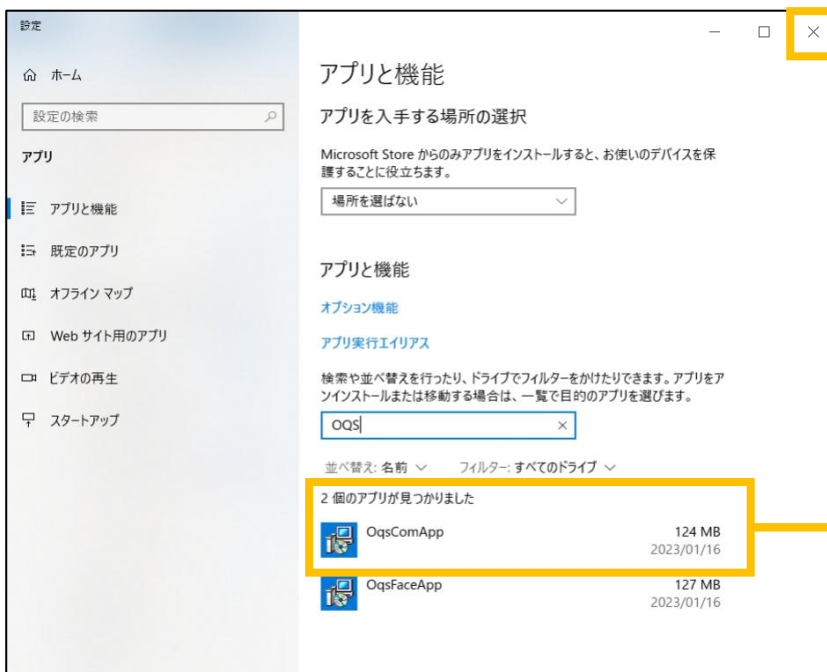 設定
ホーム
設定の検索
アプリ
アプリと機能
既定のアプリ
オフライン マップ
Web サイト用のアプリ
ビデオの再生
スタートアップ
アプリと機能
アプリを入手する場所の選択
Microsoft Store からのみアプリをインストールすると、お使いのデバイスを保
護することに役立ちます。
場所を選ばない
アプリと機能
オプション機能
アプリ実行エイリアス
検索や並べ替えを行ったり、ドライブでフィルターをかけたりできます。アプリをア
ンインストールまたは移動する場合は、一覧で目的のアプリを選びます。
OQS
並べ替え: 名前 フィルター: すべてのドライブ
2 個のアプリが見つかりました
OqsComApp 124 MB
2023/01/16
OqsFaceApp 127 MB
2023/01/16